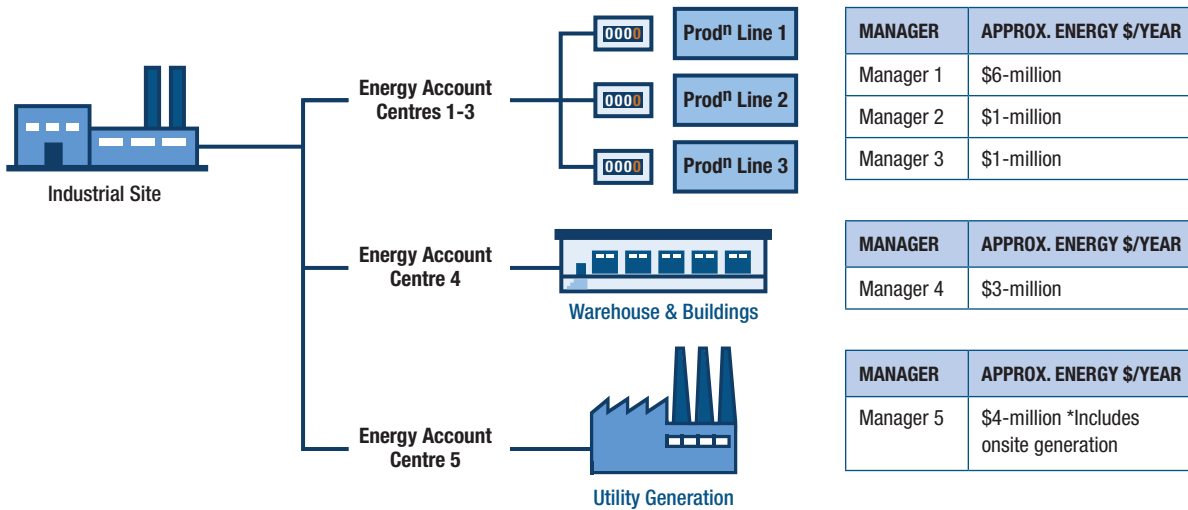 Industrial Site
Energy Account
Centres 1-3
0000
Prodⁿ Line 1
0000
Prodⁿ Line 2
0000
Prodⁿ Line 3
MANAGER APPROX. ENERGY $/YEAR
Manager 1 $6-million
Manager 2 $1-million
Manager 3 $1-million
Energy Account
Centre 4
Warehouse & Buildings
MANAGER APPROX. ENERGY $/YEAR
Manager 4 $3-million
Energy Account
Centre 5
Utility Generation
MANAGER APPROX. ENERGY $/YEAR
Manager 5 $4-million *Includes
onsite generation